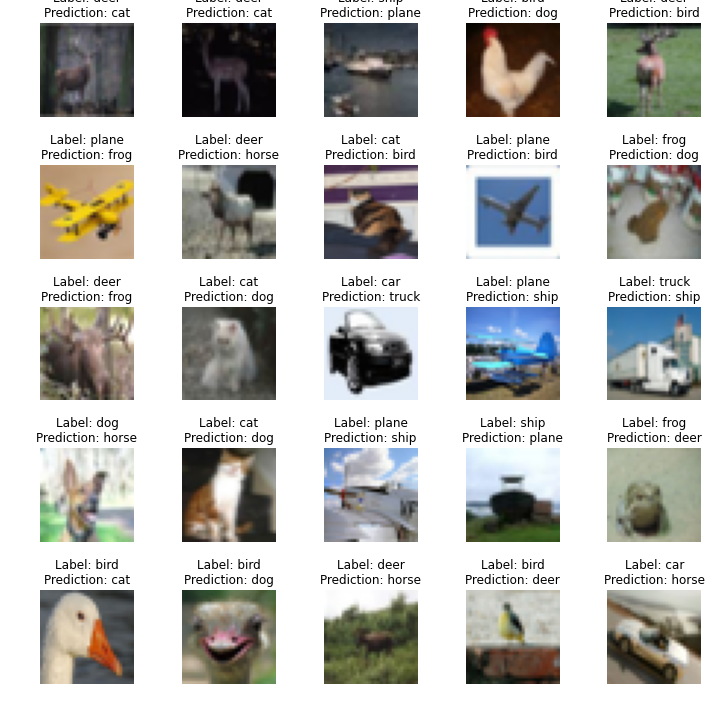 Label: deer
Prediction: cat
Label: deer
Prediction: cat
Label: ship
Prediction: plane
Label: bird
Prediction: dog
Label: deer
Prediction: bird
Label: plane
Prediction: frog
Label: deer
Prediction: horse
Label: cat
Prediction: bird
Label: plane
Prediction: bird
Label: frog
Prediction: dog
Label: deer
Prediction: frog
Label: cat
Prediction: dog
Label: car
Prediction: truck
Label: plane
Prediction: ship
Label: truck
Prediction: ship
Label: dog
Prediction: horse
Label: cat
Prediction: dog
Label: plane
Prediction: ship
Label: ship
Prediction: plane
Label: frog
Prediction: deer
Label: bird
Prediction: cat
Label: bird
Prediction: dog
Label: deer
Prediction: horse
Label: bird
Prediction: deer
Label: car
Prediction: horse